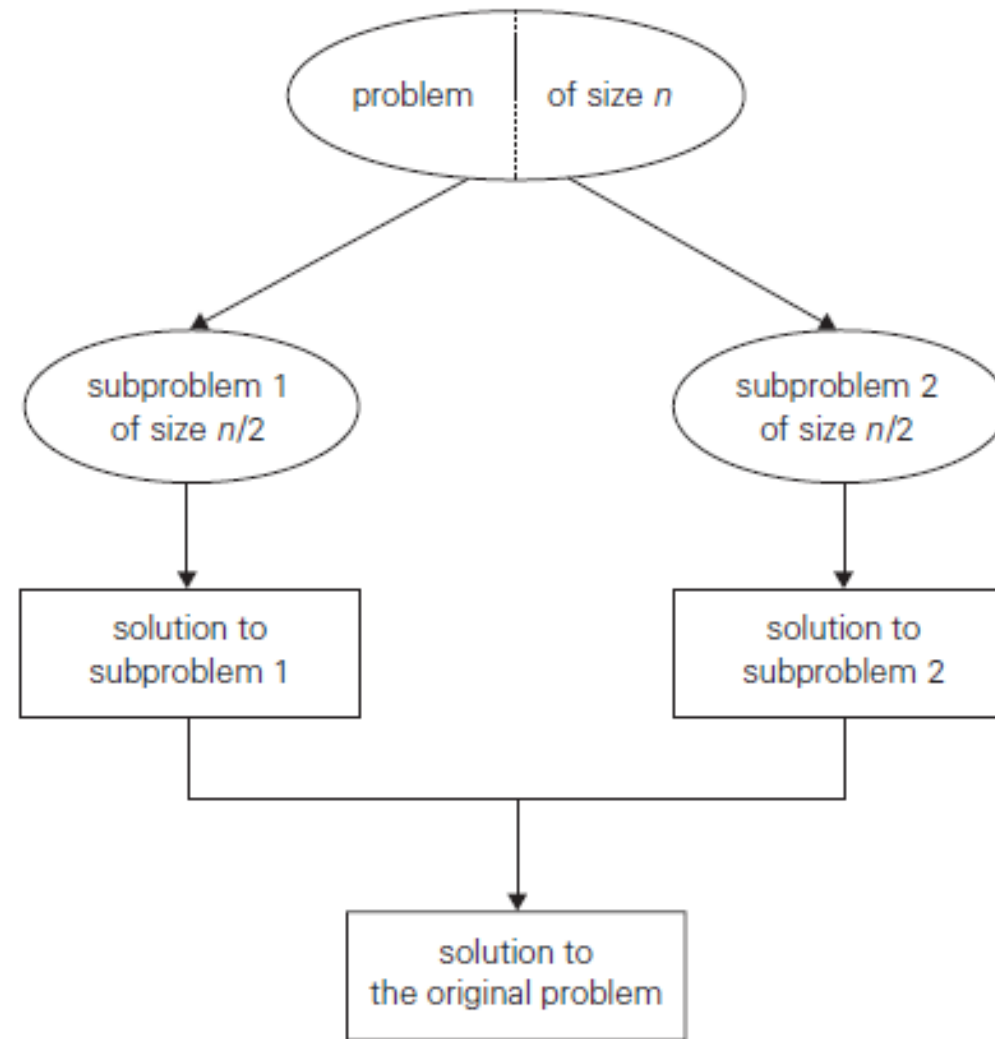 problem of size n
subproblem 1
of size n/2
subproblem 2
of size n/2
solution to
subproblem 1
solution to
subproblem 2
solution to
the original problem